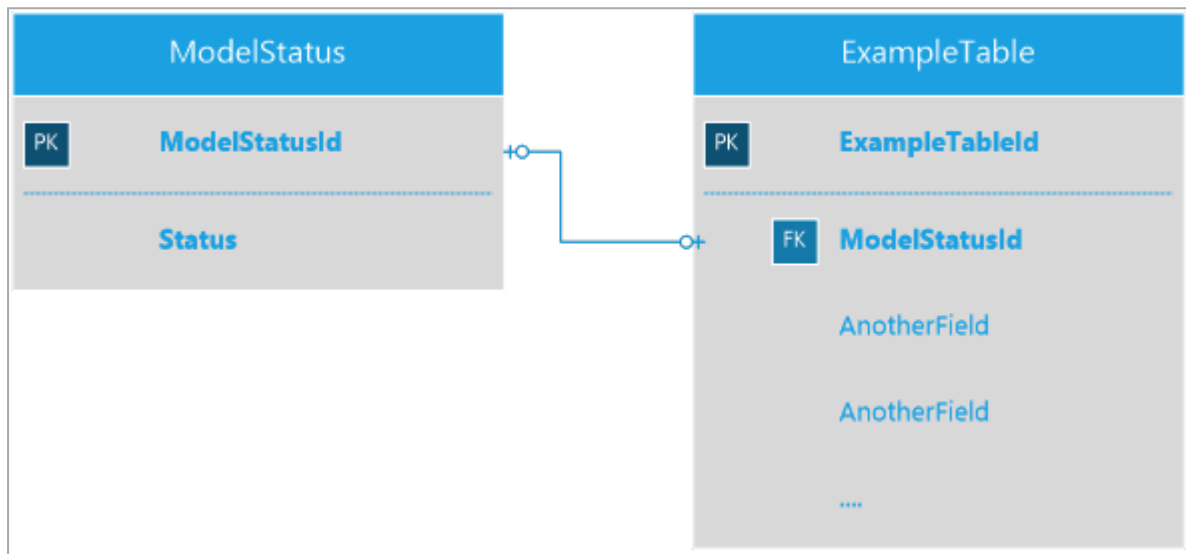 ModelStatus
PK ModelStatusId
Status
ExampleTable
PK ExampleTableId
FK ModelStatusId
AnotherField
AnotherField
....